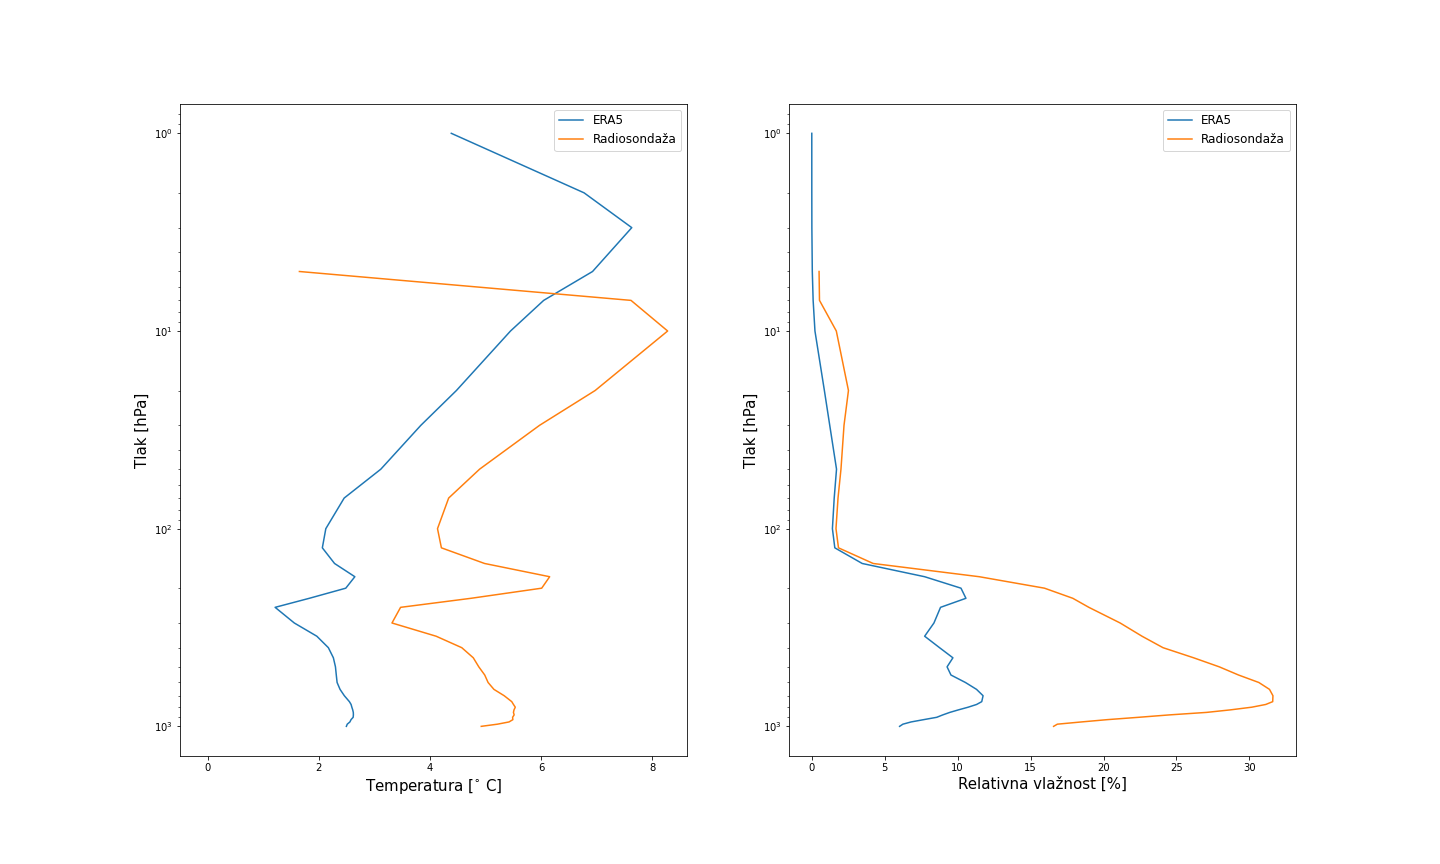 ERA5
Radiosondaža
10⁰
10¹
10²
10³
Tlak [hPa]
0 2 4 6 8
Temperatura [° C]
ERA5
Radiosondaža
10⁰
10¹
10²
10³
Tlak [hPa]
0 5 10 15 20 25 30
Relativna vlažnost [%]